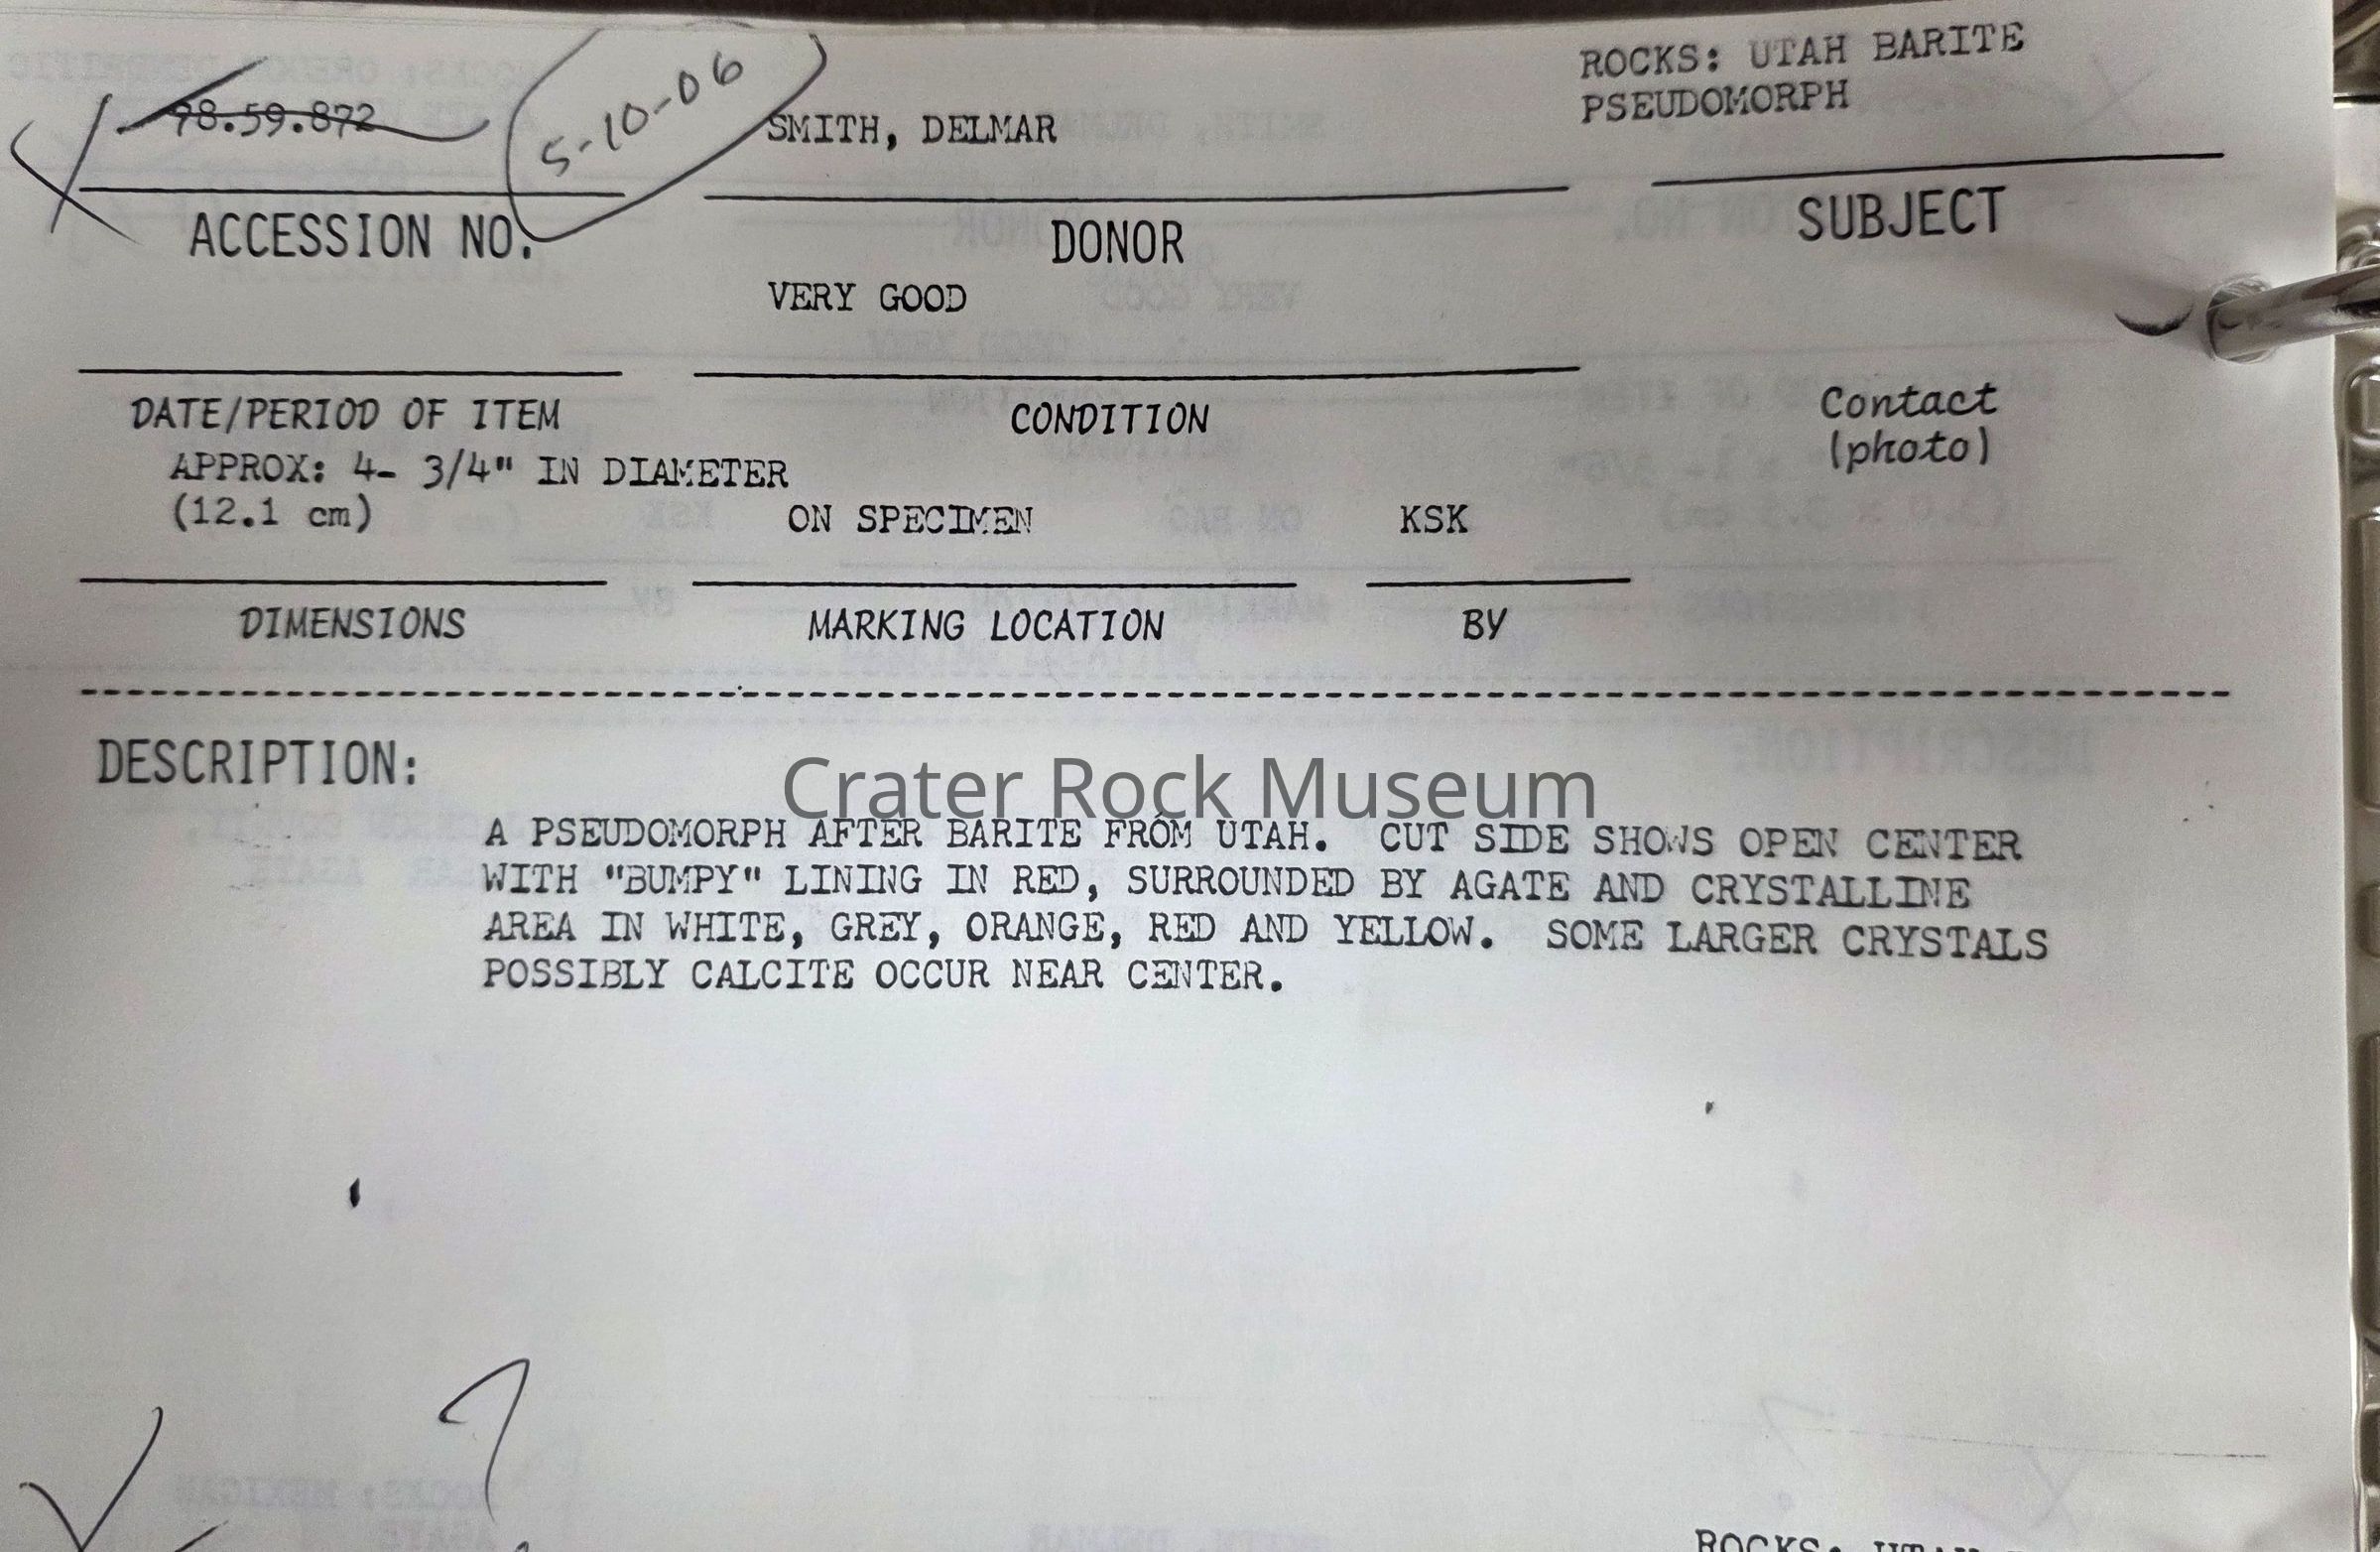 ROCKS: UTAH BARITE
PSEUDOMORPH
78.59.872
5-10-06
SMITH, DELMAR
ACCESSION NO.
DONOR
SUBJECT
VERY GOOD
DATE/PERIOD OF ITEM
CONDITION
Contact
(photo)
APPROX: 4- 3/4" IN DIAMETER
(12.1 cm)
ON SPECIMEN
KSK
DIMENSIONS
MARKING LOCATION
BY
DESCRIPTION:
Crater Rock Museum
A PSEUDOMORPH AFTER BARITE FROM UTAH. CUT SIDE SHOWS OPEN CENTER
WITH "BUMPY" LINING IN RED, SURROUNDED BY AGATE AND CRYSTALLINE
AREA IN WHITE, GREY, ORANGE, RED AND YELLOW. SOME LARGER CRYSTALS
POSSIBLY CALCITE OCCUR NEAR CENTER.
?
ROCKS: UTAH